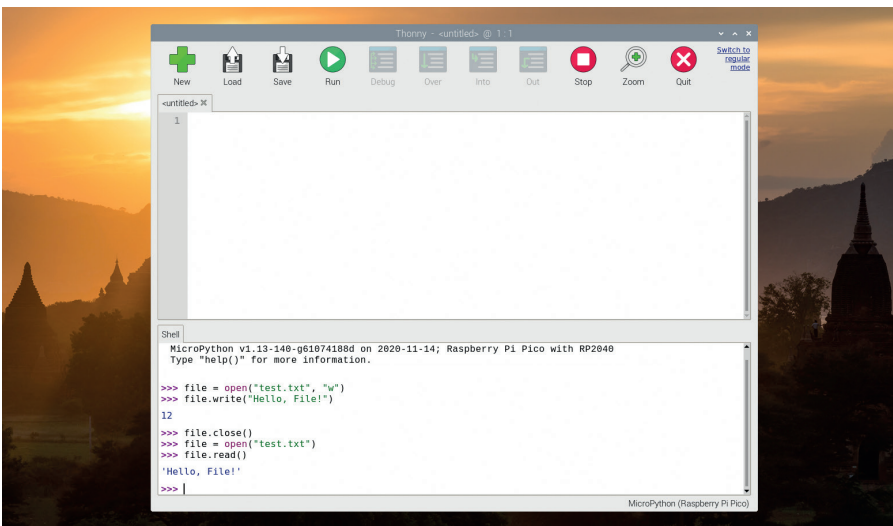 Thonny - <untitled> @ 1:1
New Load Save Run Debug Over Into Out Stop Zoom Quit
Switch to
regular
mode
<untitled>
1
Shell
MicroPython v1.13-140-g61074188d on 2020-11-14; Raspberry Pi Pico with RP2040
Type "help()" for more information.
>>> file = open("test.txt", "w")
>>> file.write("Hello, File!")
12
>>> file.close()
>>> file = open("test.txt")
>>> file.read()
'Hello, File!'
>>>
MicroPython (Raspberry Pi Pico)